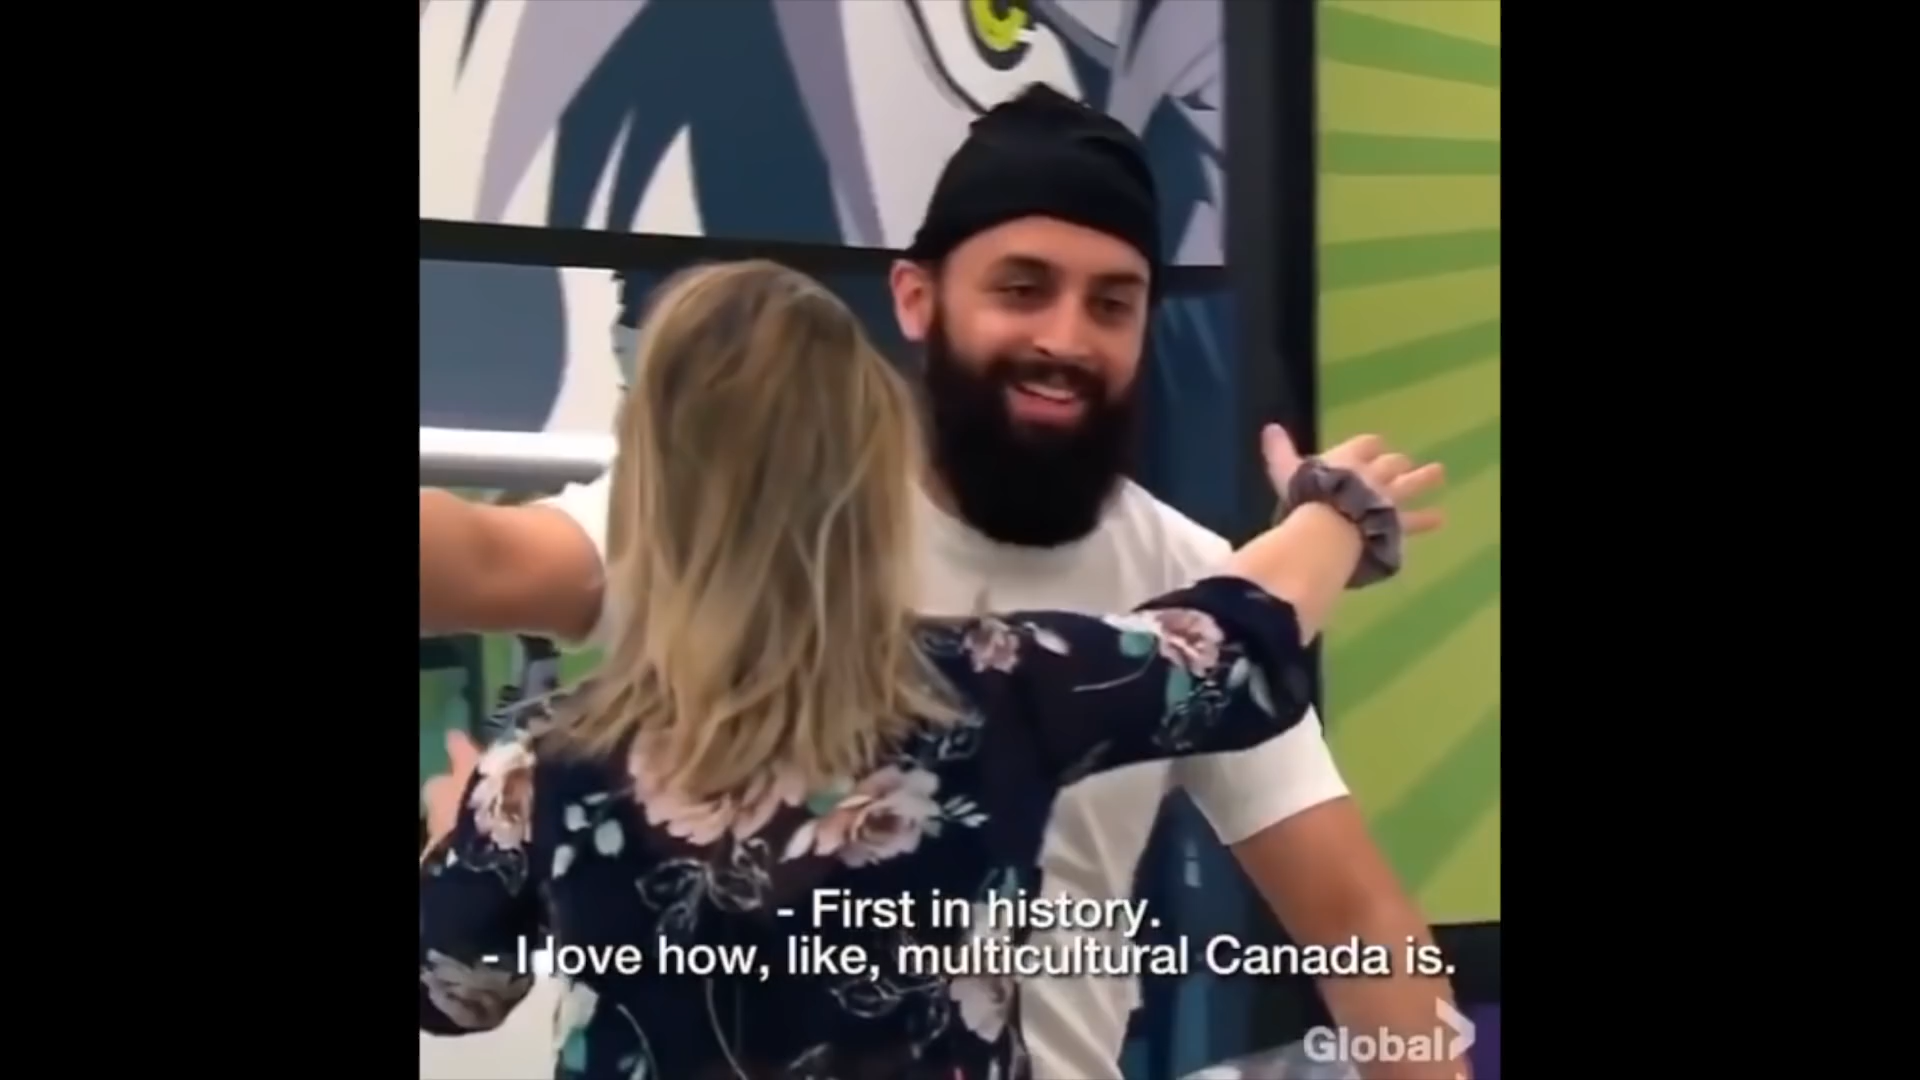 - First in history.
- I love how, like, multicultural Canada is.
Global